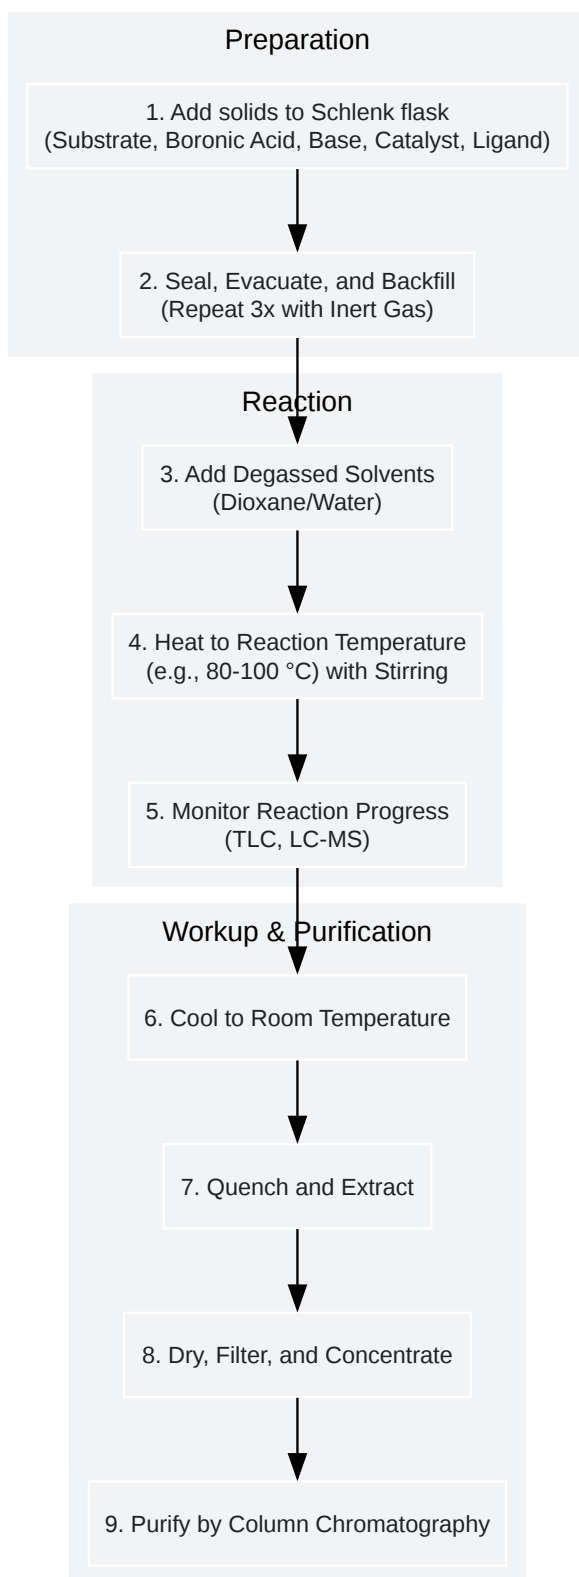 Preparation
1. Add solids to Schlenk flask
(Substrate, Boronic Acid, Base, Catalyst, Ligand)
2. Seal, Evacuate, and Backfill
(Repeat 3x with Inert Gas)
Reaction
3. Add Degassed Solvents
(Dioxane/Water)
4. Heat to Reaction Temperature
(e.g., 80-100 °C) with Stirring
5. Monitor Reaction Progress
(TLC, LC-MS)
Workup & Purification
6. Cool to Room Temperature
7. Quench and Extract
8. Dry, Filter, and Concentrate
9. Purify by Column Chromatography